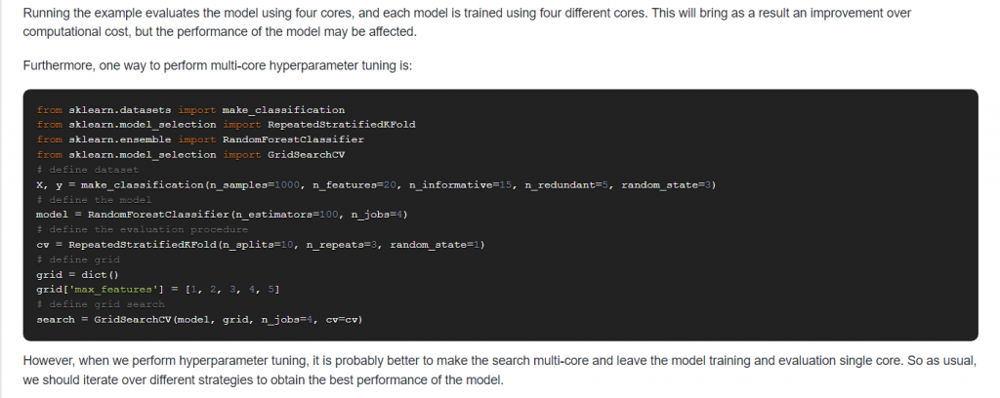 Running the example evaluates the model using four cores, and each model is trained using four different cores. This will bring as a result an improvement over
computational cost, but the performance of the model may be affected.
Furthermore, one way to perform multi-core hyperparameter tuning is:
from sklearn.datasets import make_classification
from sklearn.model_selection import RepeatedStratifiedKFold
from sklearn.ensemble import RandomForestClassifier
from sklearn.model_selection import GridSearchCV
# define dataset
X, y = make_classification(n_samples=1000, n_features=20, n_informative=15, n_redundant=5, random_state=3)
# define the model
model = RandomForestClassifier(n_estimators=100, n_jobs=4)
# define the evaluation procedure
cv = RepeatedStratifiedKFold(n_splits=10, n_repeats=3, random_state=1)
# define grid
grid = dict()
grid['max_features'] = [1, 2, 3, 4, 5]
# define grid search
search = GridSearchCV(model, grid, n_jobs=4, cv=cv)
However, when we perform hyperparameter tuning, it is probably better to make the search multi-core and leave the model training and evaluation single core. So as usual,
we should iterate over different strategies to obtain the best performance of the model.